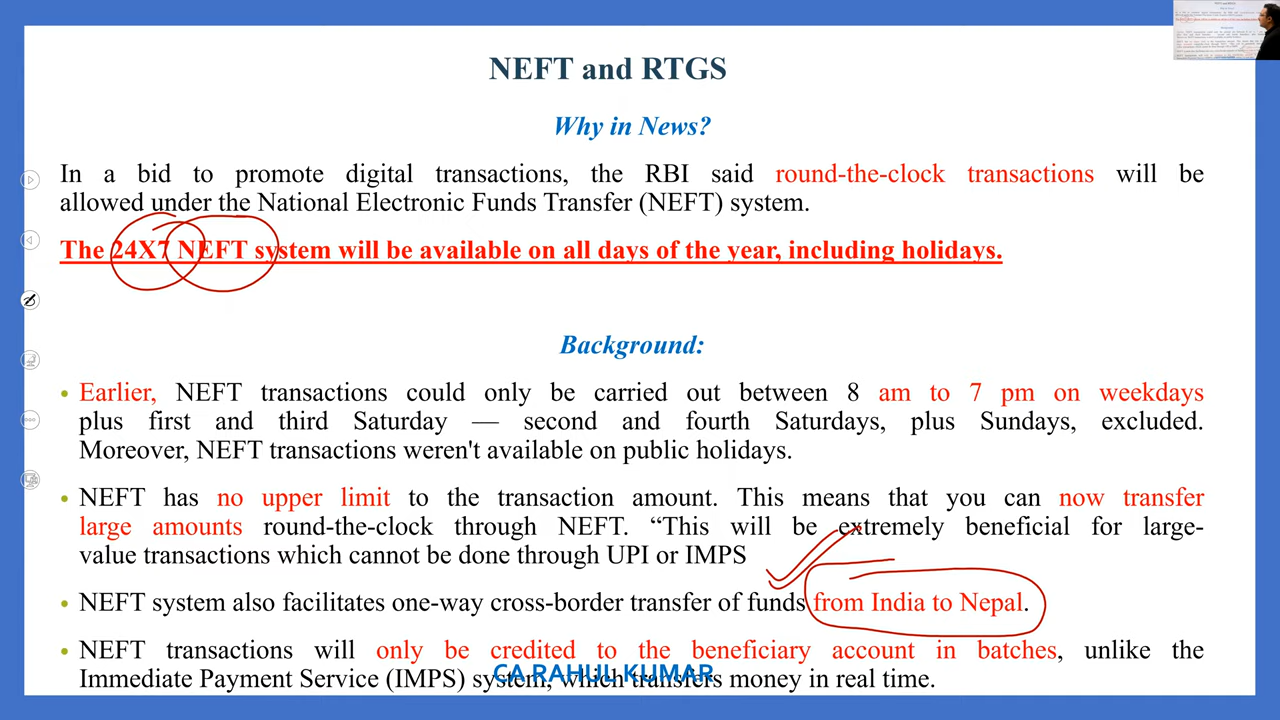 NEFT and RTGS
Why in News?
In a bid to promote digital transactions, the RBI said round-the-clock transactions will be
allowed under the National Electronic Funds Transfer (NEFT) system.
The 24X7 NEFT system will be available on all days of the year, including holidays.
Background:
• Earlier, NEFT transactions could only be carried out between 8 am to 7 pm on weekdays
plus first and third Saturday — second and fourth Saturdays, plus Sundays, excluded.
Moreover, NEFT transactions weren't available on public holidays.
• NEFT has no upper limit to the transaction amount. This means that you can now transfer
large amounts round-the-clock through NEFT. “This will be extremely beneficial for large-
value transactions which cannot be done through UPI or IMPS
• NEFT system also facilitates one-way cross-border transfer of funds from India to Nepal.
• NEFT transactions will only be credited to the beneficiary account in batches, unlike the
Immediate Payment Service (IMPS) system, which transfers money in real time.
CA RAHUL KUMAR